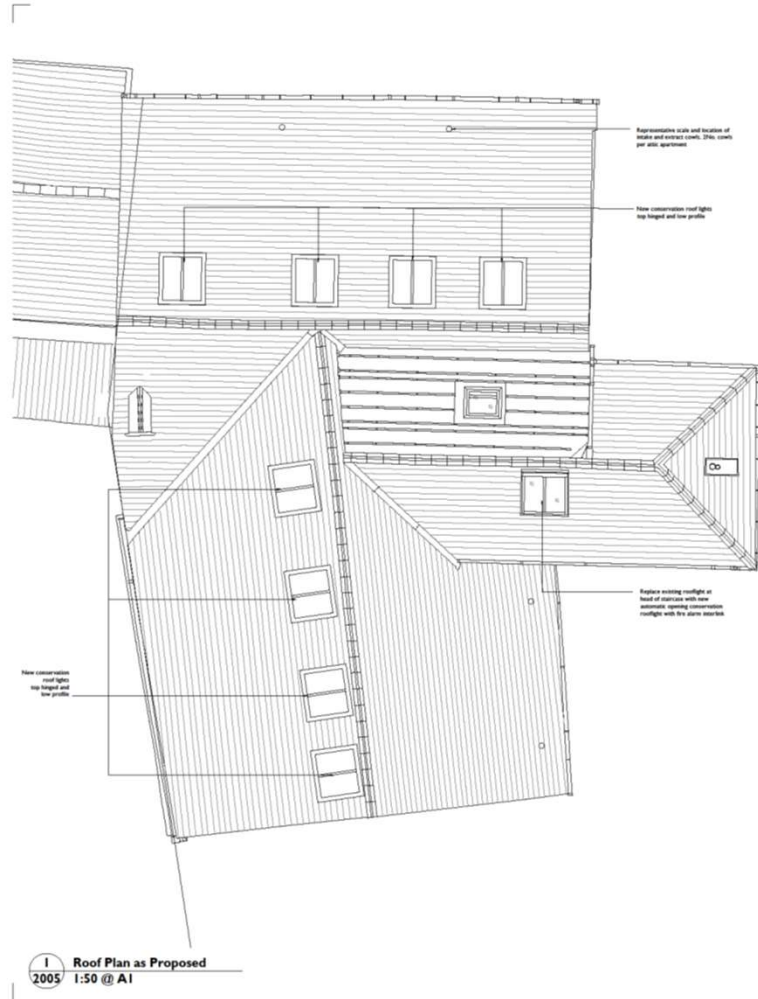 Representative scale and location of
intake and extract cowls. 2No. cowls
per attic apartment
New conservation roof lights
top hinged and low profile
Replace existing rooflight at
head of staircase with new
automatic opening conservation
rooflight with fire alarm interlink
New conservation
roof lights
top hinged and
low profile
1
2005
Roof Plan as Proposed
1:50 @ A1